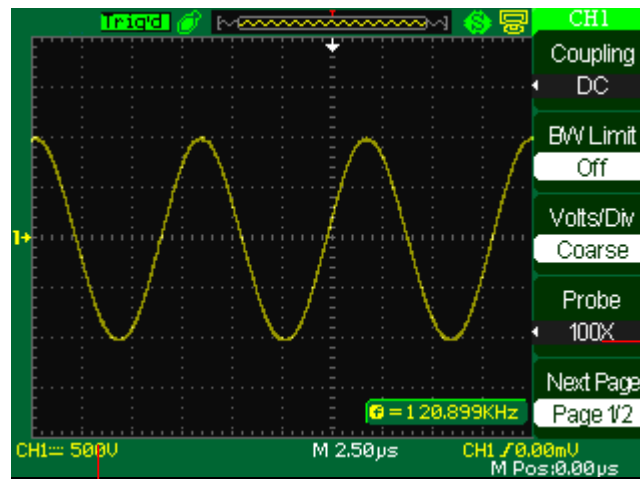 Trig'd CH1
Coupling
DC
BW Limit
Off
Volts/Div
Coarse
1
Probe
100X
Next Page
Page 1/2
f = 120.899KHz
CH1 500V M 2.50µs CH1 0.00mV
M Pos:0.00µs